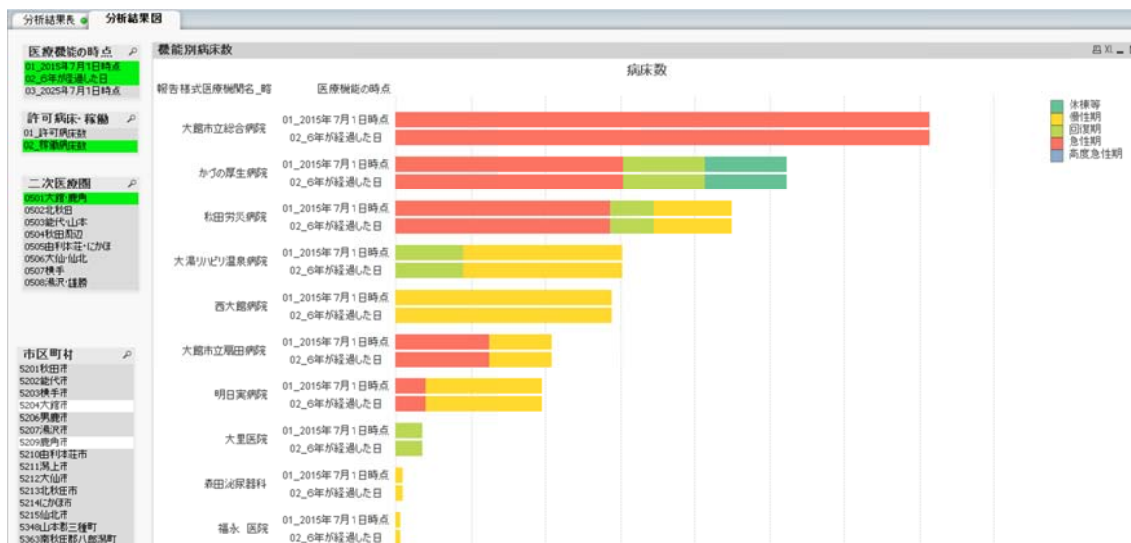 分析結果表
分析結果図
医療機能の時点
01_2015年7月1日時点
02_6年が経過した日
03_2025年7月1日時点
許可病床・稼働
01_許可病床数
02_稼働病床数
二次医療圏
0501大館・鹿角
0502北秋田
0503能代・山本
0504秋田周辺
0505由利本荘・にかほ
0506大仙・仙北
0507横手
0508湯沢・雄勝
市区町村
5201秋田市
5202能代市
5203横手市
5204大館市
5206男鹿市
5207湯沢市
5209鹿角市
5210由利本荘市
5211潟上市
5212大仙市
5213北秋田市
5214にかほ市
5215仙北市
5348山本郡三種町
5363南秋田郡八郎潟町
機能別病床数
XL
病床数
報告様式医療機関名_略
医療機能の時点
大館市立総合病院
01_2015年7月1日時点
02_6年が経過した日
かづの厚生病院
01_2015年7月1日時点
02_6年が経過した日
秋田労災病院
01_2015年7月1日時点
02_6年が経過した日
大湯リハビリ温泉病院
01_2015年7月1日時点
02_6年が経過した日
西大館病院
01_2015年7月1日時点
02_6年が経過した日
大館市立扇田病院
01_2015年7月1日時点
02_6年が経過した日
明日実病院
01_2015年7月1日時点
02_6年が経過した日
大里医院
01_2015年7月1日時点
02_6年が経過した日
森田泌尿器科
01_2015年7月1日時点
02_6年が経過した日
福永 医院
01_2015年7月1日時点
02_6年が経過した日
休棟等
慢性期
回復期
急性期
高度急性期